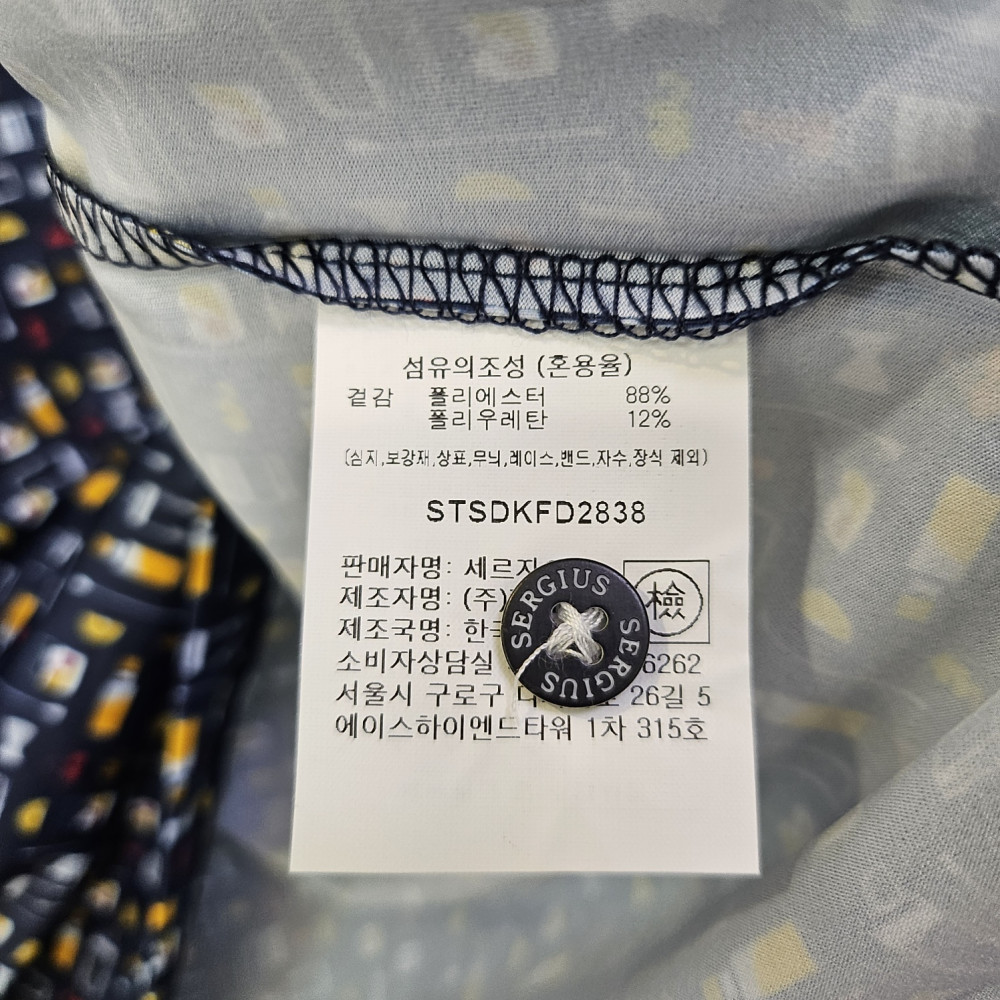 섬유의조성 (혼용율)
겉감 폴리에스터 88%
폴리우레탄 12%
(심지,보강재,상표,무늬,레이스,밴드,자수,장식 제외)
STSDKFD2838
판매자명: 세르지
제조자명: (주)
제조국명: 한국
檢
소비자상담실 6262
서울시 구로구 26길 5
에이스하이엔드타워 1차 315호
SERGIUS
SERGIUS